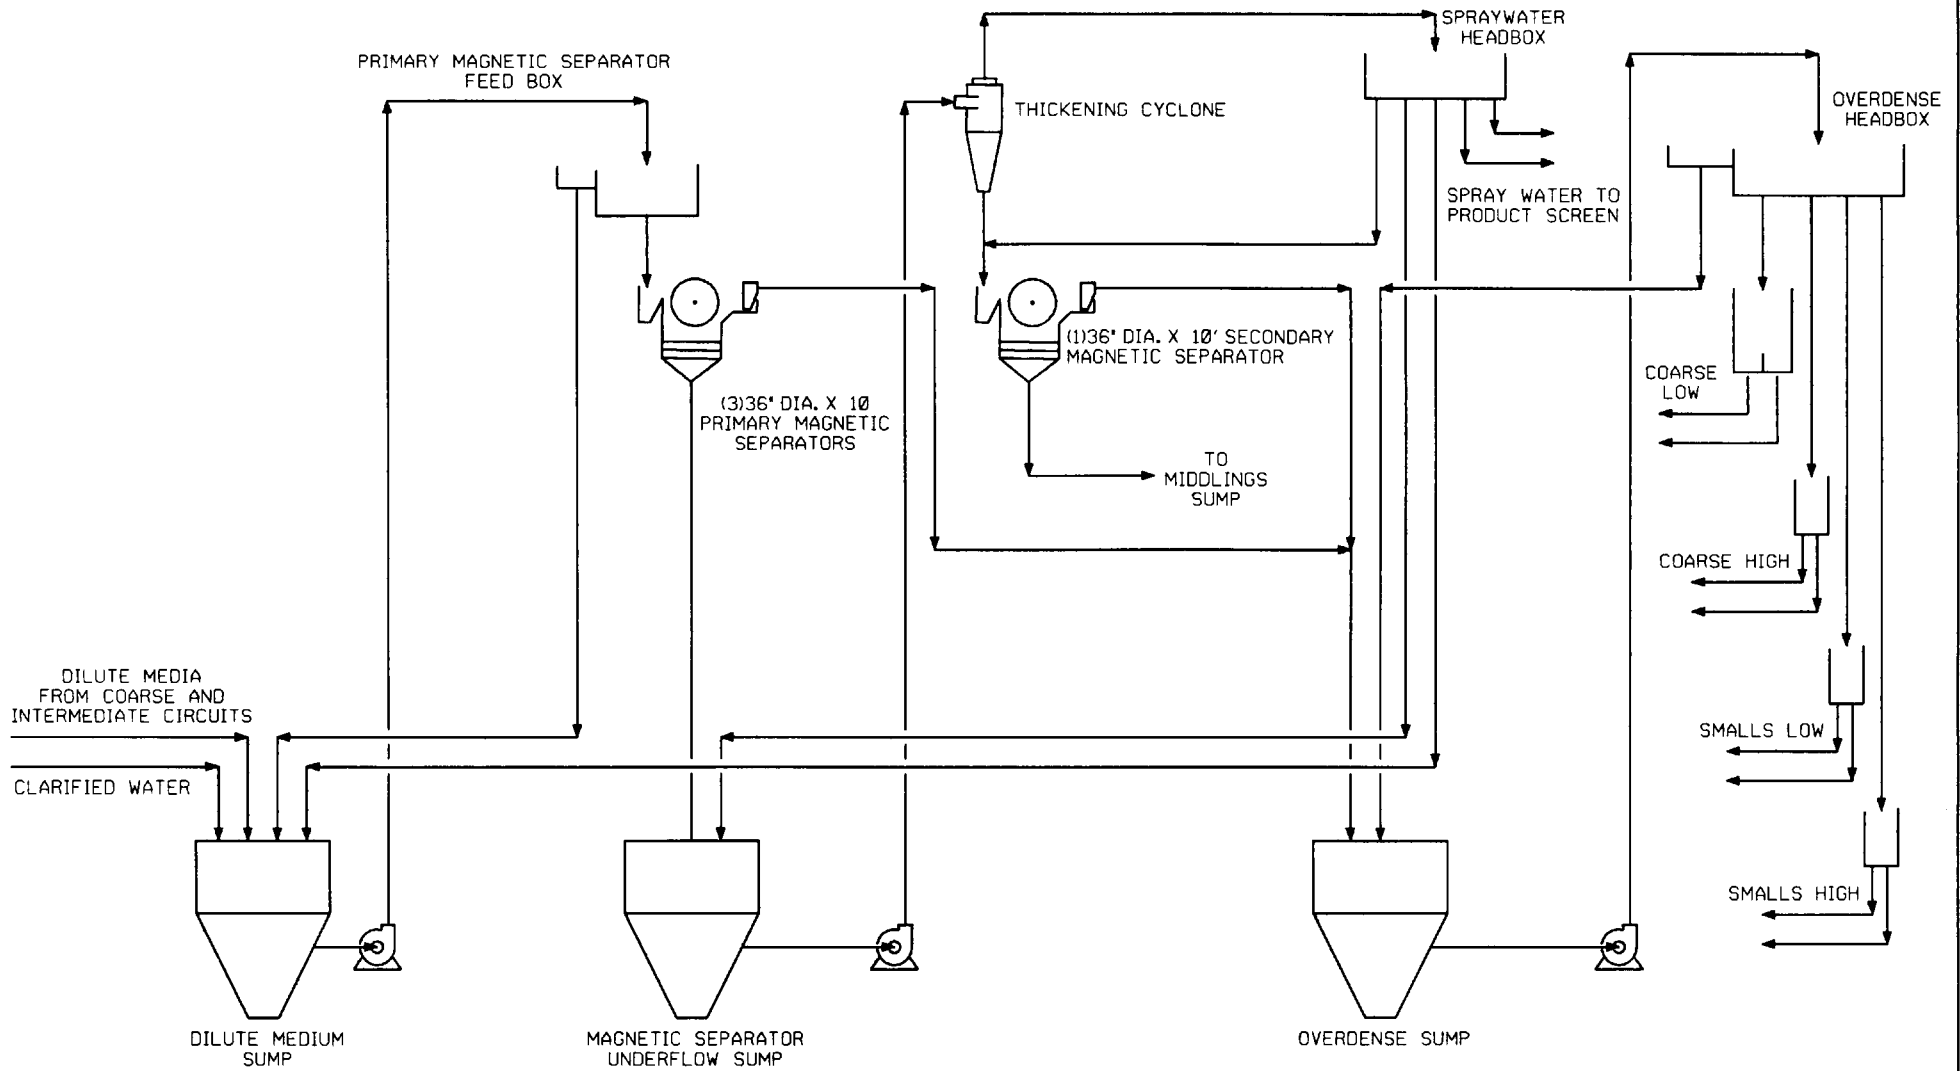 SPRAYWATER
HEADBOX
PRIMARY MAGNETIC SEPARATOR
FEED BOX
THICKENING CYCLONE
OVERDENSE
HEADBOX
SPRAY WATER TO
PRODUCT SCREEN
(1)36" DIA. X 10' SECONDARY
MAGNETIC SEPARATOR
COARSE
LOW
(3)36" DIA. X 10
PRIMARY MAGNETIC
SEPARATORS
TO
MIDDLINGS
SUMP
COARSE HIGH
DILUTE MEDIA
FROM COARSE AND
INTERMEDIATE CIRCUITS
SMALLS LOW
CLARIFIED WATER
SMALLS HIGH
DILUTE MEDIUM
SUMP
MAGNETIC SEPARATOR
UNDERFLOW SUMP
OVERDENSE SUMP